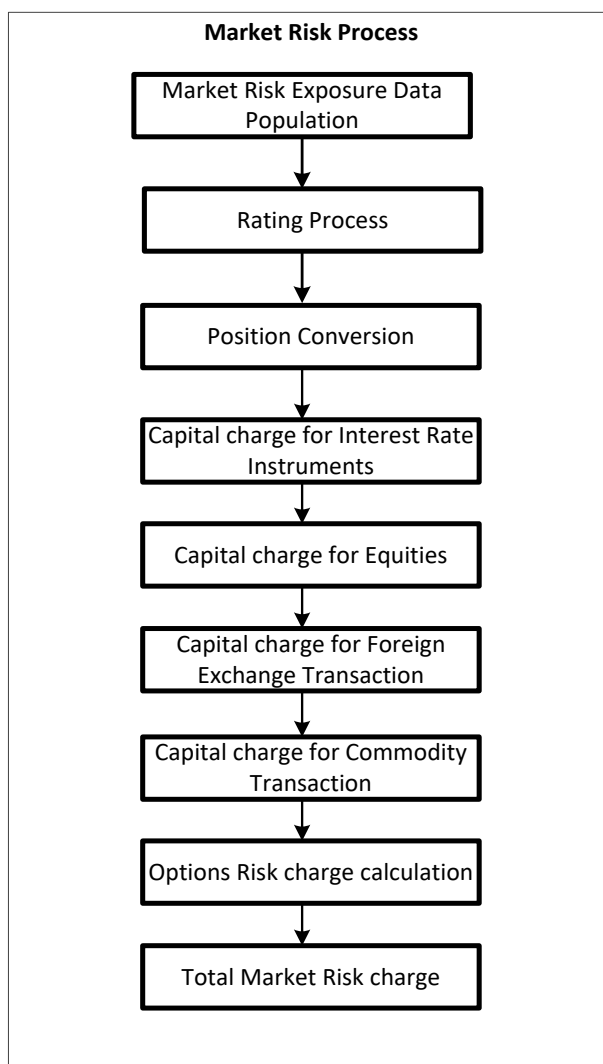 Market Risk Process
Market Risk Exposure Data
Population
Rating Process
Position Conversion
Capital charge for Interest Rate
Instruments
Capital charge for Equities
Capital charge for Foreign
Exchange Transaction
Capital charge for Commodity
Transaction
Options Risk charge calculation
Total Market Risk charge